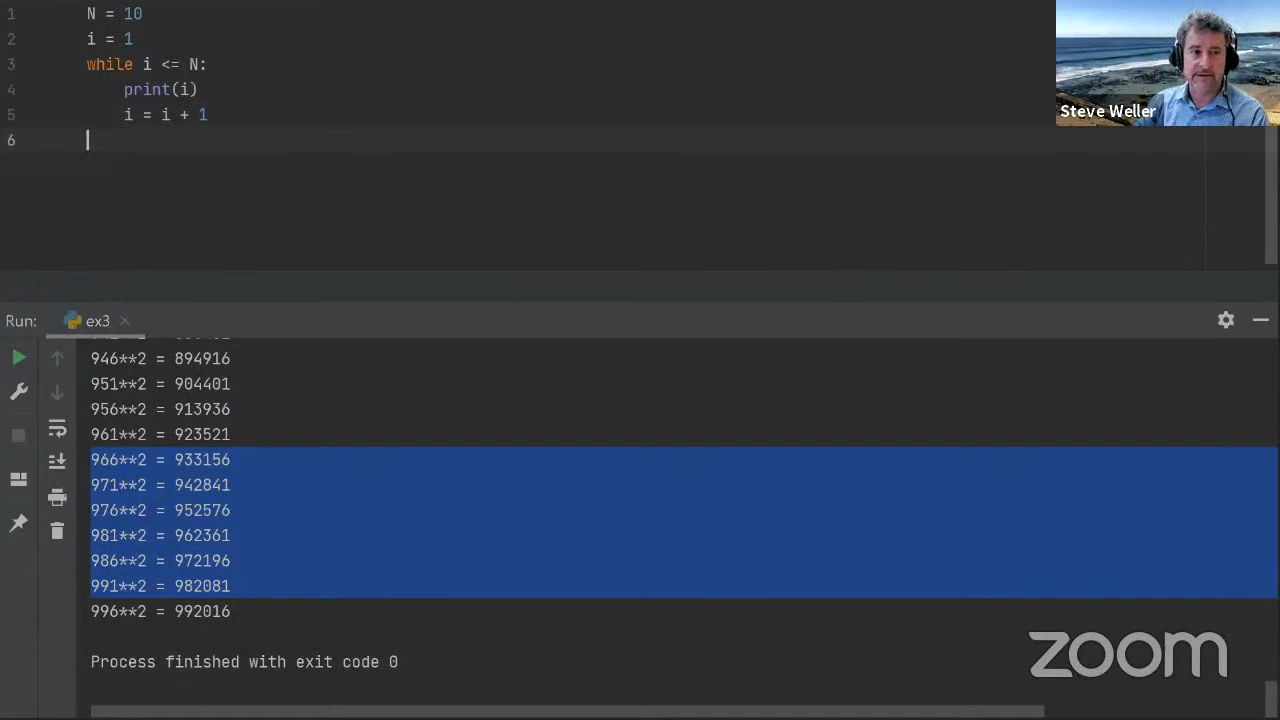 1 N = 10
2 i = 1
3 while i <= N:
4 print(i)
5 i = i + 1
6
Steve Weller
Run: ex3
946**2 = 894916
951**2 = 904401
956**2 = 913936
961**2 = 923521
966**2 = 933156
971**2 = 942841
976**2 = 952576
981**2 = 962361
986**2 = 972196
991**2 = 982081
996**2 = 992016
Process finished with exit code 0
zoom